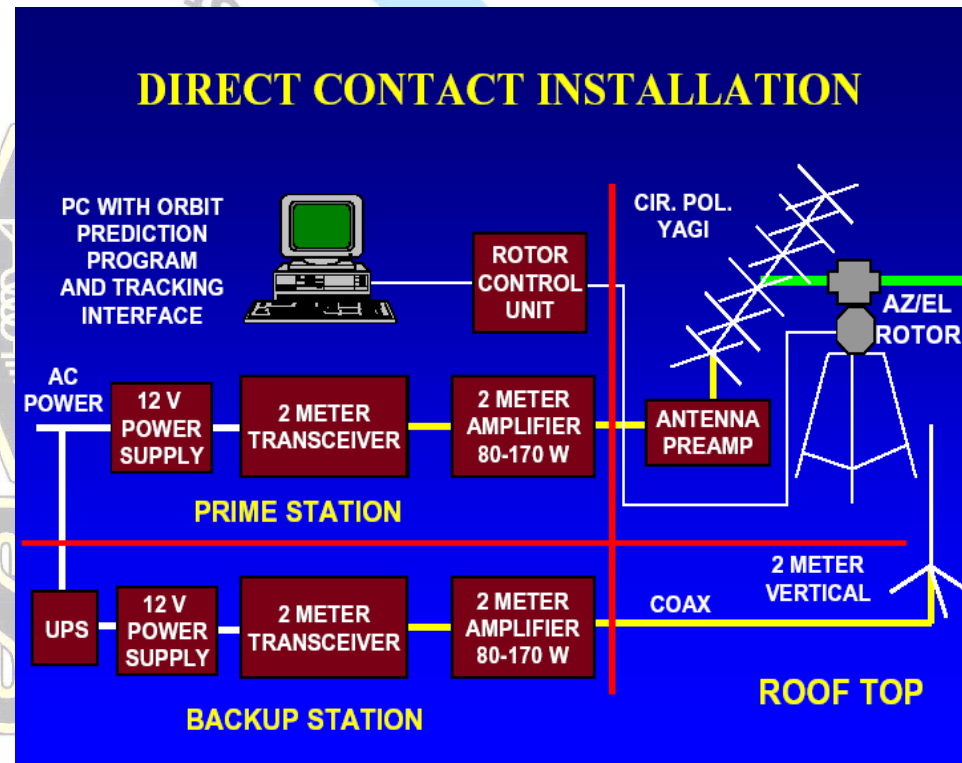 DIRECT CONTACT INSTALLATION
PC WITH ORBIT
PREDICTION
PROGRAM
AND TRACKING
INTERFACE
ROTOR
CONTROL
UNIT
CIR. POL.
YAGI
AZ/EL
ROTOR
AC
POWER
12 V
POWER
SUPPLY
2 METER
TRANSCEIVER
2 METER
AMPLIFIER
80-170 W
ANTENNA
PREAMP
PRIME STATION
UPS
12 V
POWER
SUPPLY
2 METER
TRANSCEIVER
2 METER
AMPLIFIER
80-170 W
COAX
2 METER
VERTICAL
BACKUP STATION
ROOF TOP